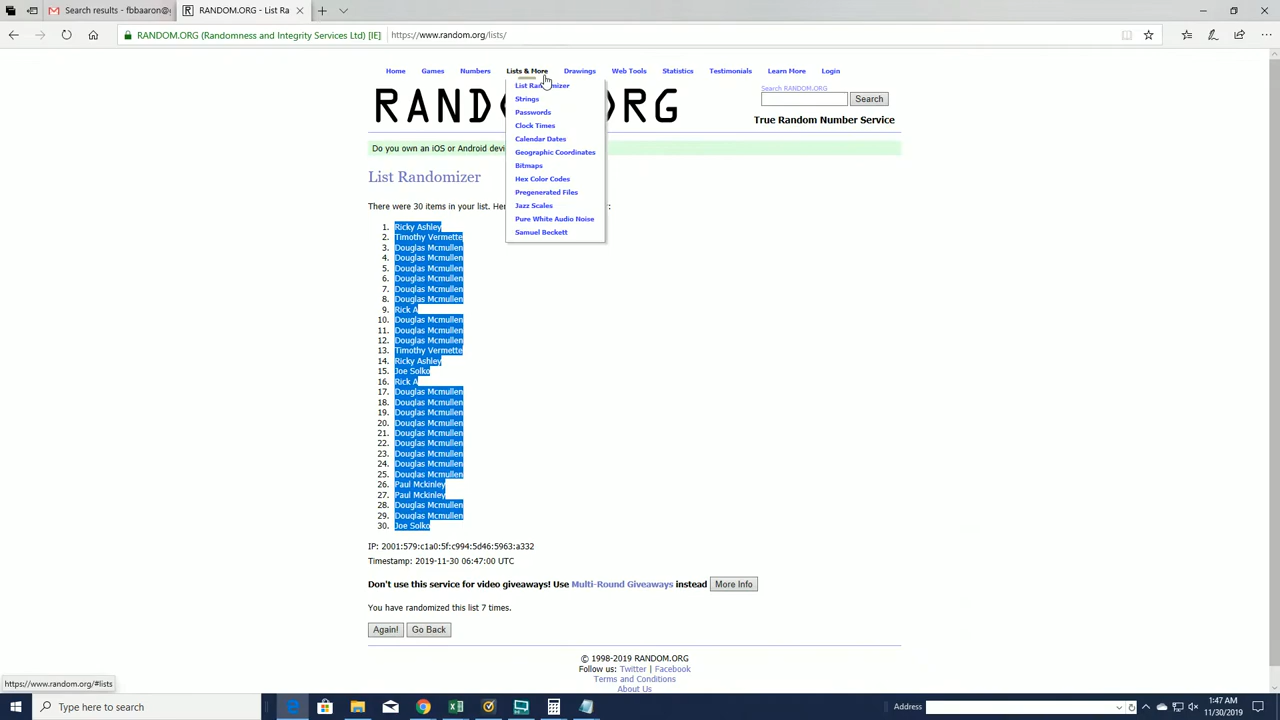 Search results - fbbaaron@
RANDOM.ORG - List Ra
RANDOM.ORG (Randomness and Integrity Services Ltd) [IE]
https://www.random.org/lists/
Home Games Numbers Lists & More Drawings Web Tools Statistics Testimonials Learn More Login
Search RANDOM.ORG
Search
True Random Number Service
List Randomizer
Strings
Passwords
Clock Times
Calendar Dates
Geographic Coordinates
Bitmaps
Hex Color Codes
Pregenerated Files
Jazz Scales
Pure White Audio Noise
Samuel Beckett
RANDOM.ORG
Do you own an iOS or Android devi
List Randomizer
There were 30 items in your list. Her
1. Ricky Ashley
2. Timothy Vermette
3. Douglas Mcmullen
4. Douglas Mcmullen
5. Douglas Mcmullen
6. Douglas Mcmullen
7. Douglas Mcmullen
8. Douglas Mcmullen
9. Rick A
10. Douglas Mcmullen
11. Douglas Mcmullen
12. Douglas Mcmullen
13. Timothy Vermette
14. Ricky Ashley
15. Joe Solko
16. Rick A
17. Douglas Mcmullen
18. Douglas Mcmullen
19. Douglas Mcmullen
20. Douglas Mcmullen
21. Douglas Mcmullen
22. Douglas Mcmullen
23. Douglas Mcmullen
24. Douglas Mcmullen
25. Douglas Mcmullen
26. Paul Mckinley
27. Paul Mckinley
28. Douglas Mcmullen
29. Douglas Mcmullen
30. Joe Solko
IP: 2001:579:c1a0:5f:c994:5d46:5963:a332
Timestamp: 2019-11-30 06:47:00 UTC
Don't use this service for video giveaways! Use Multi-Round Giveaways instead More Info
You have randomized this list 7 times.
Again! Go Back
© 1998-2019 RANDOM.ORG
Follow us: Twitter | Facebook
Terms and Conditions
About Us
https://www.random.org/#lists
Type here to search
Address
1:47 AM
11/30/2019